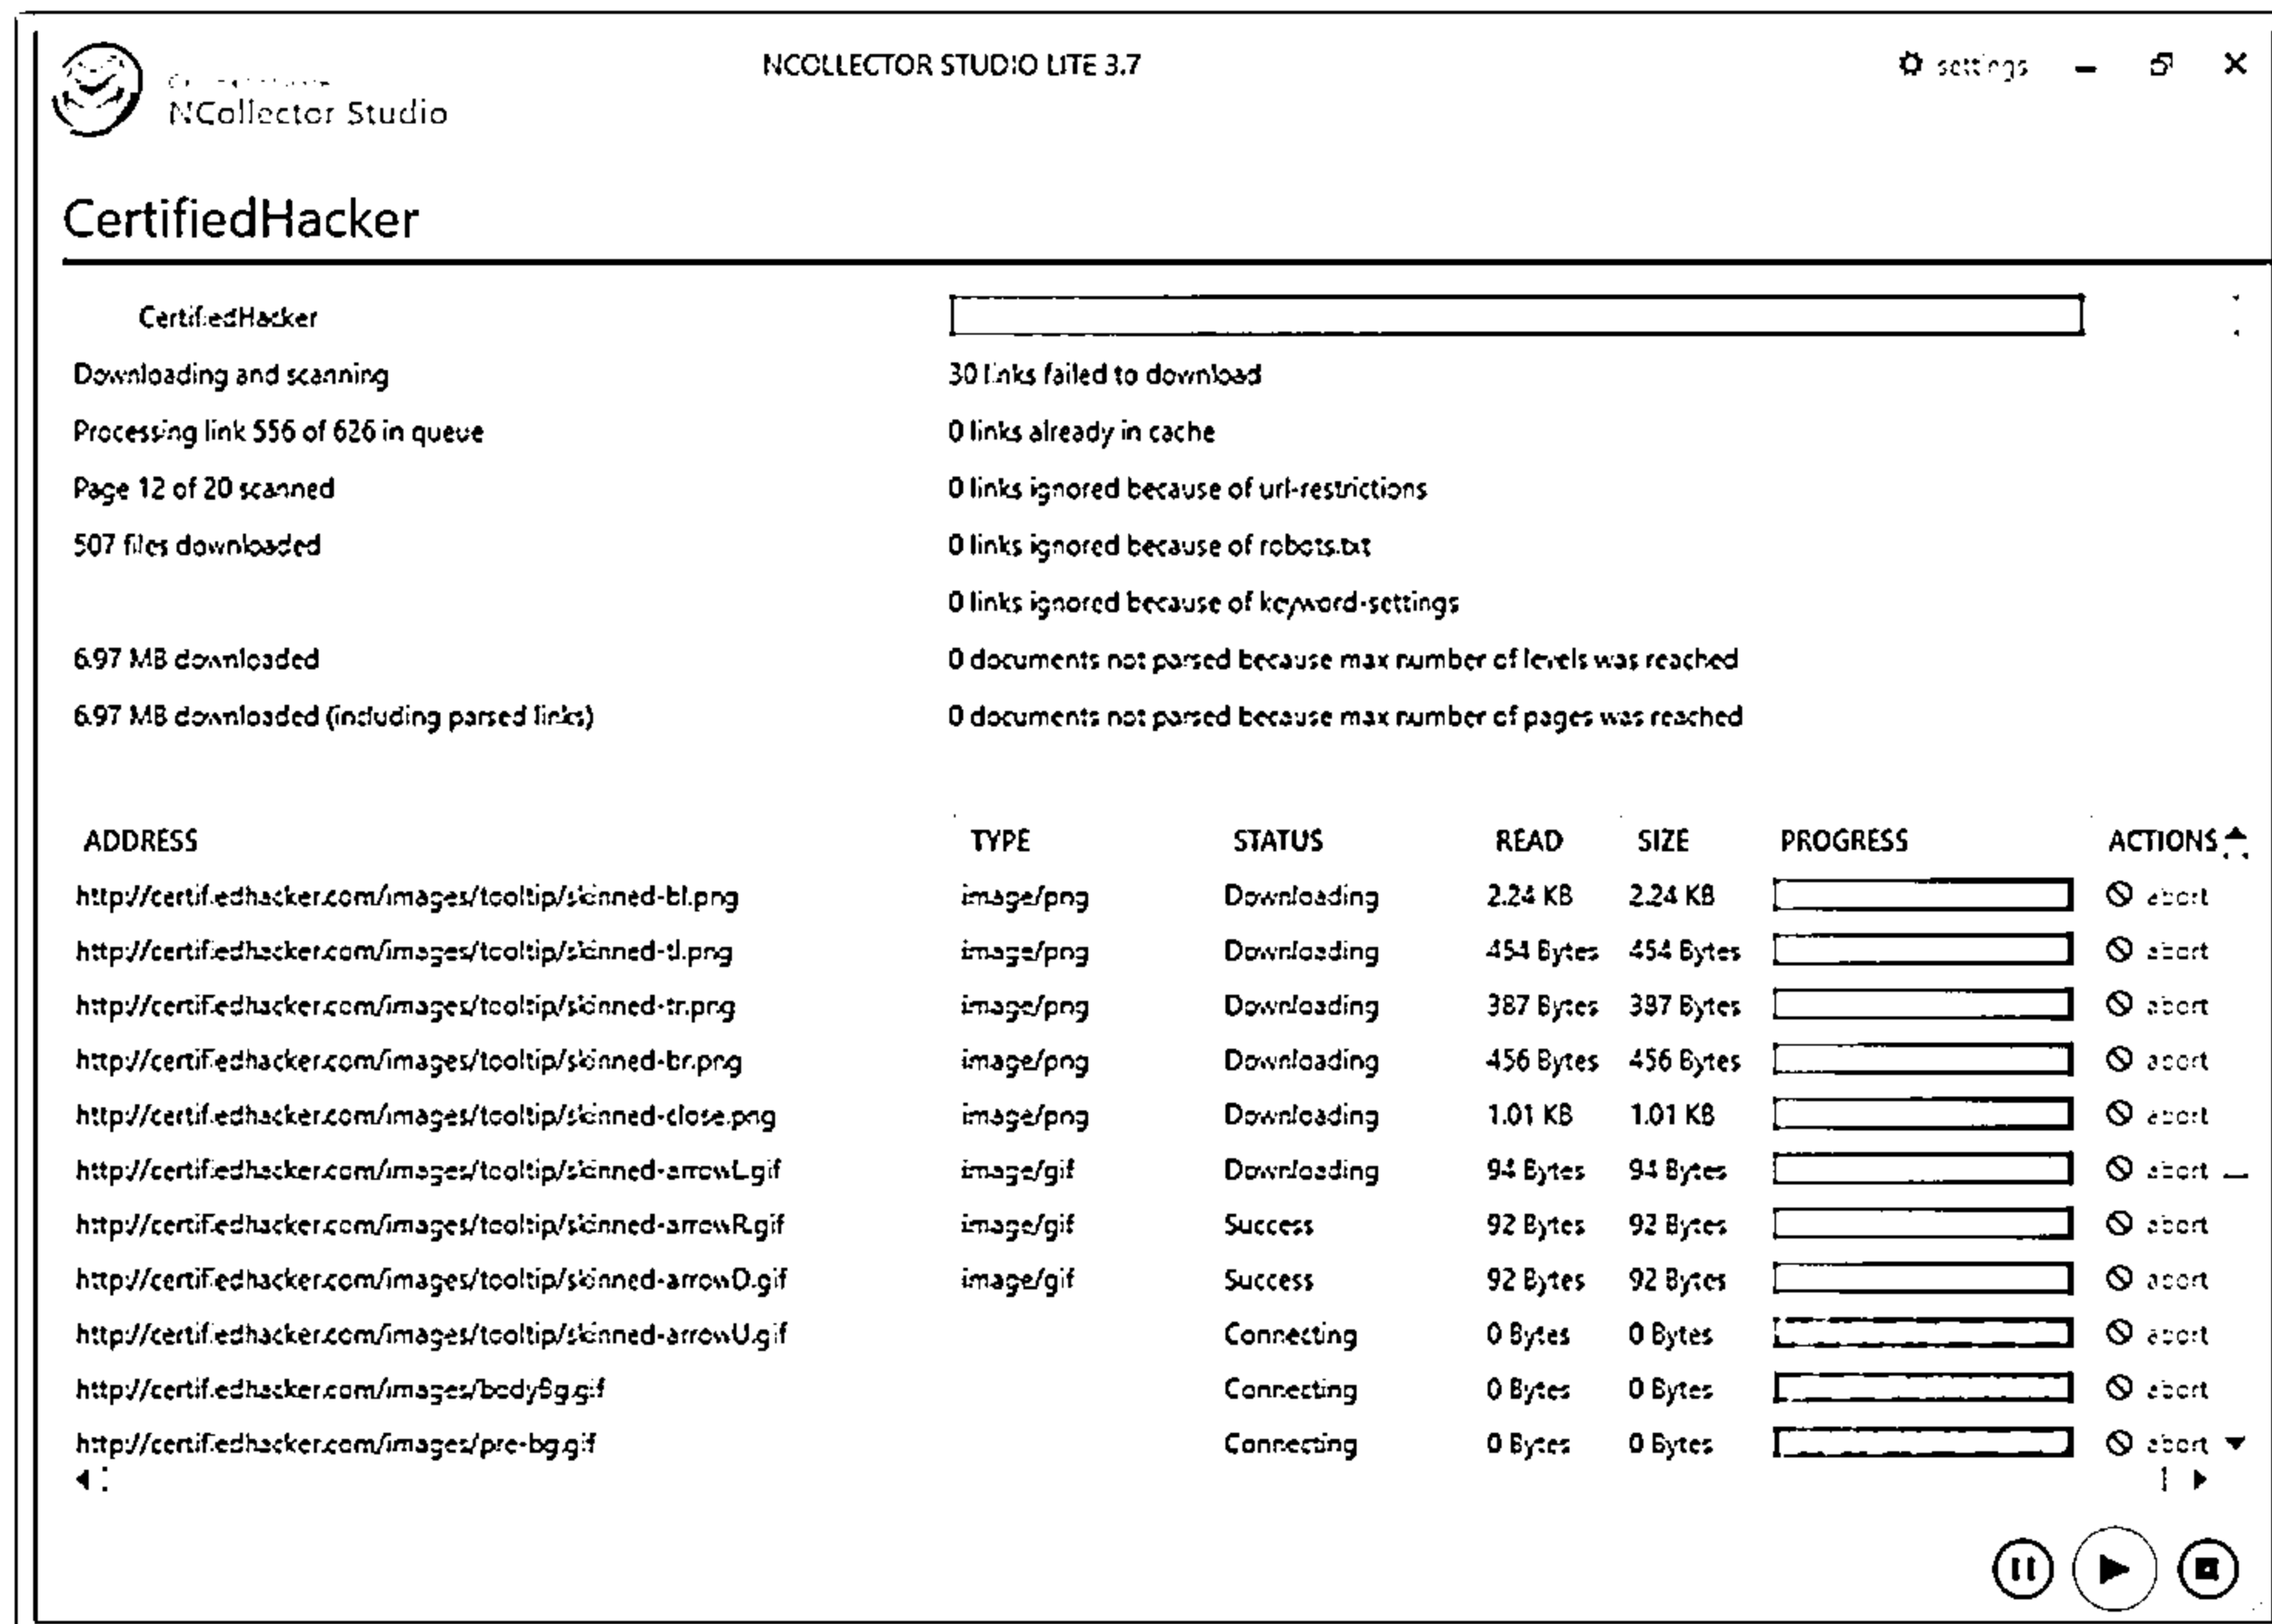 NCOLLECTOR STUDIO LITE 3.7
settings
NCollector Studio
CertifiedHacker
CertifiedHacker
Downloading and scanning
30 links failed to download
Processing link 556 of 626 in queue
0 links already in cache
Page 12 of 20 scanned
0 links ignored because of url-restrictions
507 files downloaded
0 links ignored because of robots.txt
0 links ignored because of keyword-settings
6.97 MB downloaded
0 documents not parsed because max number of levels was reached
6.97 MB downloaded (including parsed links)
0 documents not parsed because max number of pages was reached
ADDRESS TYPE STATUS READ SIZE PROGRESS ACTIONS
http://certifiedhacker.com/images/tooltip/skinned-bl.png image/png Downloading 2.24 KB 2.24 KB abort
http://certifiedhacker.com/images/tooltip/skinned-tl.png image/png Downloading 454 Bytes 454 Bytes abort
http://certifiedhacker.com/images/tooltip/skinned-tr.png image/png Downloading 387 Bytes 387 Bytes abort
http://certifiedhacker.com/images/tooltip/skinned-br.png image/png Downloading 456 Bytes 456 Bytes abort
http://certifiedhacker.com/images/tooltip/skinned-close.png image/png Downloading 1.01 KB 1.01 KB abort
http://certifiedhacker.com/images/tooltip/skinned-arrowL.gif image/gif Downloading 94 Bytes 94 Bytes abort
http://certifiedhacker.com/images/tooltip/skinned-arrowR.gif image/gif Success 92 Bytes 92 Bytes abort
http://certifiedhacker.com/images/tooltip/skinned-arrowD.gif image/gif Success 92 Bytes 92 Bytes abort
http://certifiedhacker.com/images/tooltip/skinned-arrowU.gif Connecting 0 Bytes 0 Bytes abort
http://certifiedhacker.com/images/bodyBg.gif Connecting 0 Bytes 0 Bytes abort
http://certifiedhacker.com/images/pre-bg.gif Connecting 0 Bytes 0 Bytes abort